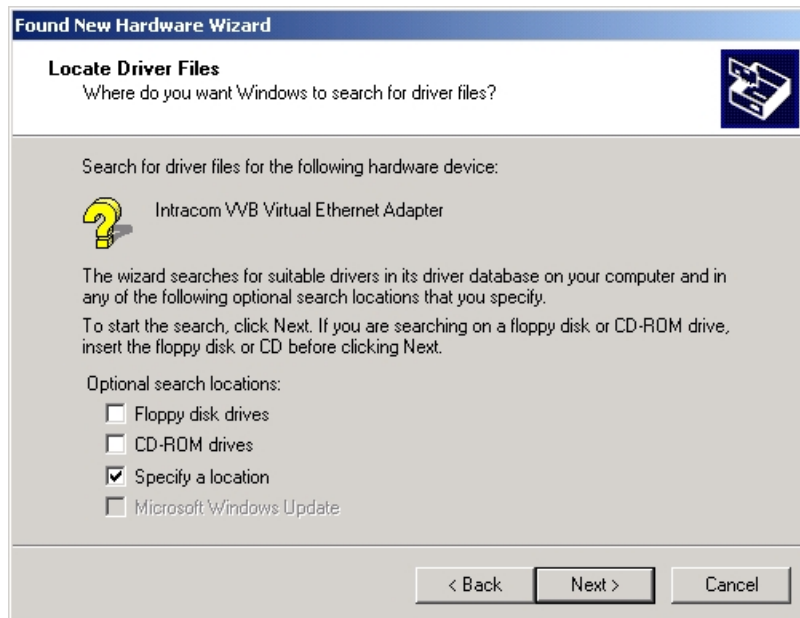 Found New Hardware Wizard
Locate Driver Files
Where do you want Windows to search for driver files?
Search for driver files for the following hardware device:
Intracom VVB Virtual Ethernet Adapter
The wizard searches for suitable drivers in its driver database on your computer and in
any of the following optional search locations that you specify.
To start the search, click Next. If you are searching on a floppy disk or CD-ROM drive,
insert the floppy disk or CD before clicking Next.
Optional search locations:
Floppy disk drives
CD-ROM drives
Specify a location
Microsoft Windows Update
< Back Next > Cancel